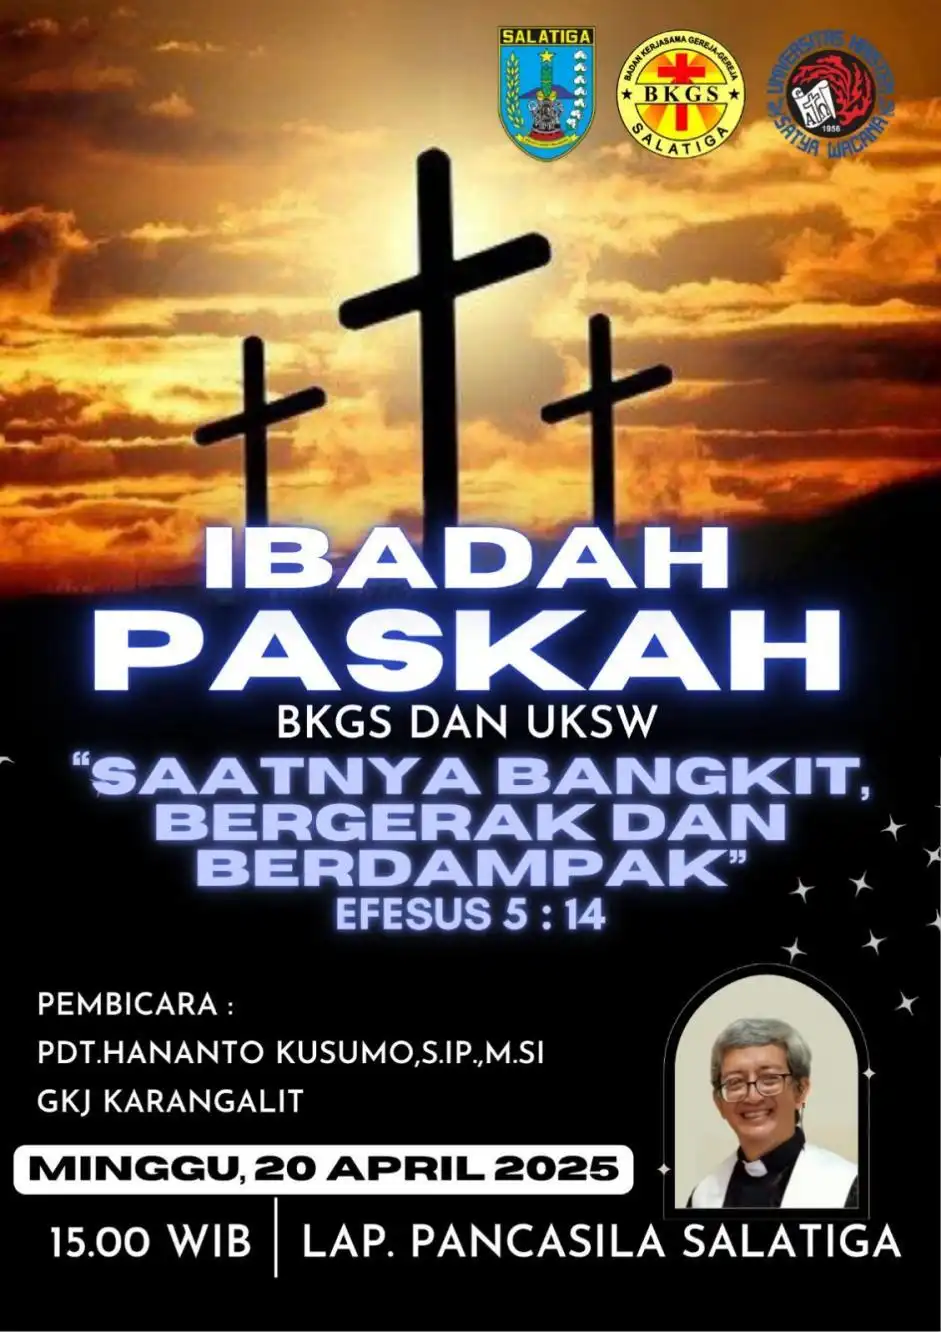 SALATIGA
BADAN KERJASAMA GEREJA-GEREJA
BKGS
SALATIGA
UNIVERSITAS KRISTEN
SATYA WACANA
1956
IBADAH
PASKAH
BKGS DAN UKSW
“SAATNYA BANGKIT,
BERGERAK DAN
BERDAMPAK”
EFESUS 5 : 14
PEMBICARA :
PDT.HANANTO KUSUMO,S.IP.,M.SI
GKJ KARANGALIT
MINGGU, 20 APRIL 2025
15.00 WIB
LAP. PANCASILA SALATIGA